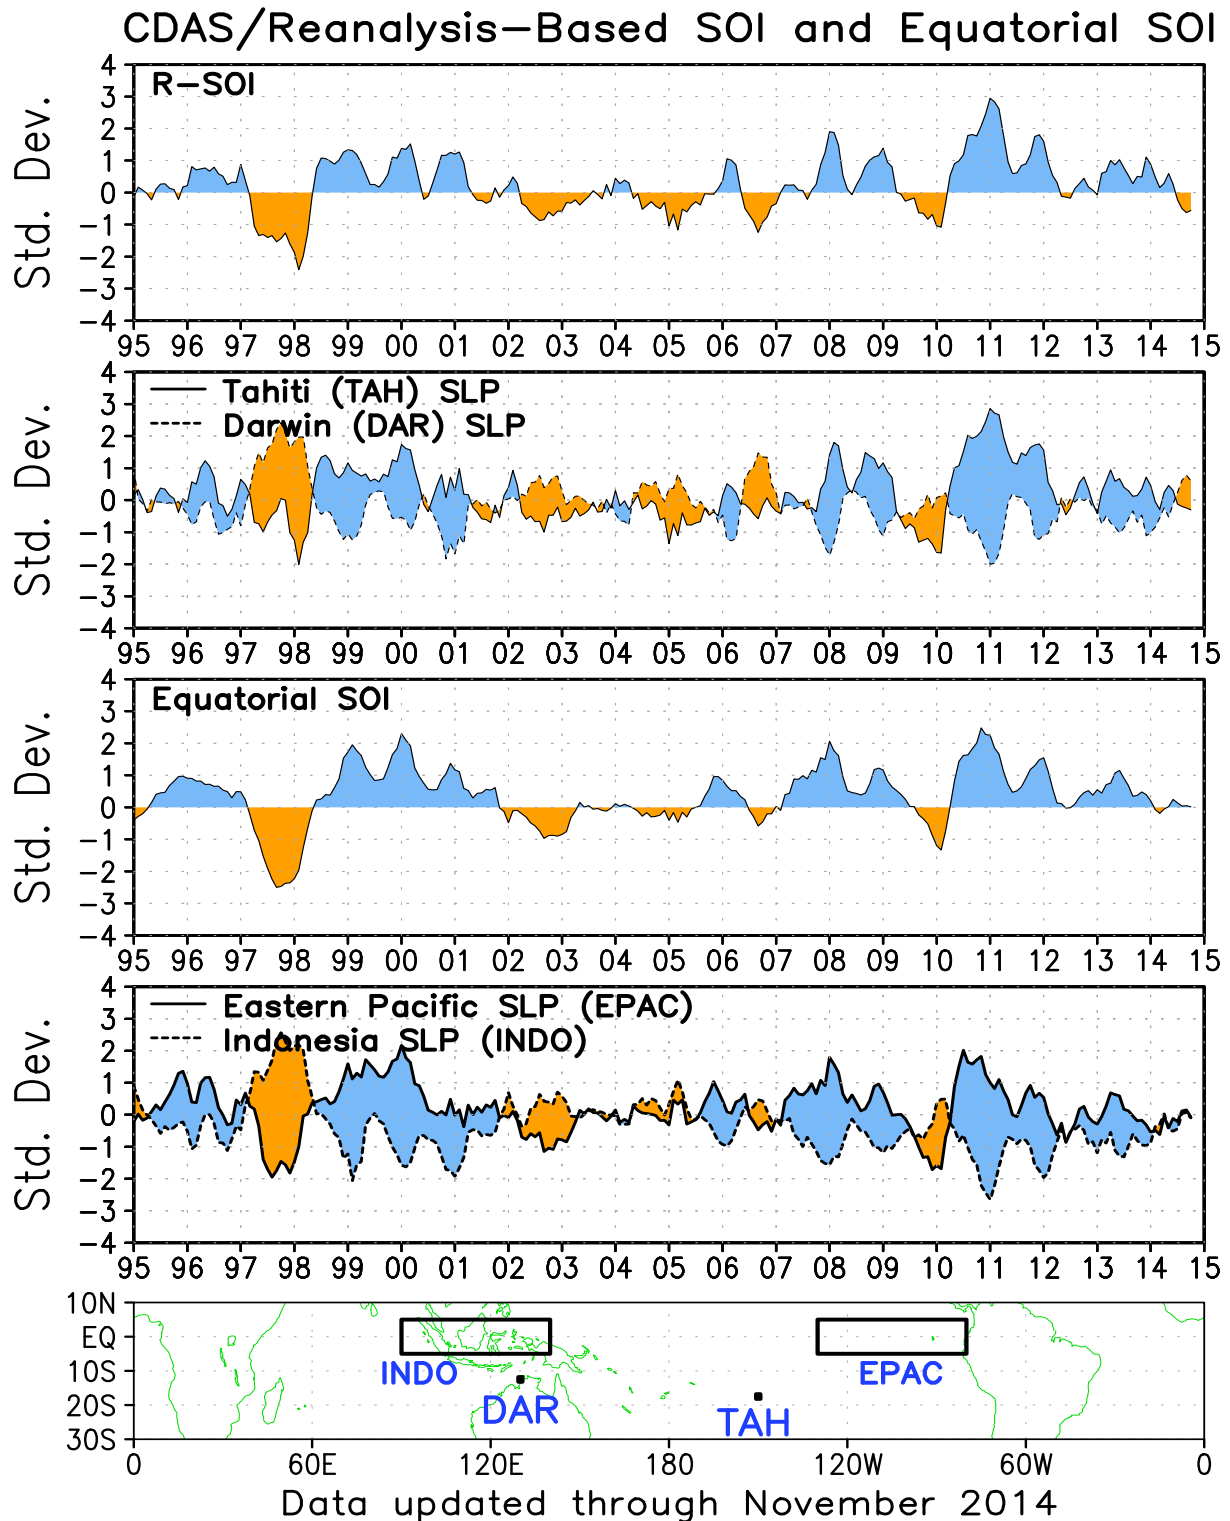 CDAS/Reanalysis-Based SOI and Equatorial SOI
4
R-SOI
3
2
1
0
-1
-2
-3
-4
Std. Dev.
95 96 97 98 99 00 01 02 03 04 05 06 07 08 09 10 11 12 13 14 15
4
Tahiti (TAH) SLP
3
Darwin (DAR) SLP
2
1
0
-1
-2
-3
-4
Std. Dev.
95 96 97 98 99 00 01 02 03 04 05 06 07 08 09 10 11 12 13 14 15
4
Equatorial SOI
3
2
1
0
-1
-2
-3
-4
Std. Dev.
95 96 97 98 99 00 01 02 03 04 05 06 07 08 09 10 11 12 13 14 15
4
Eastern Pacific SLP (EPAC)
3
Indonesia SLP (INDO)
2
1
0
-1
-2
-3
-4
Std. Dev.
95 96 97 98 99 00 01 02 03 04 05 06 07 08 09 10 11 12 13 14 15
10N
EQ
10S
20S
30S
INDO
EPAC
DAR
TAH
0 60E 120E 180 120W 60W 0
Data updated through November 2014